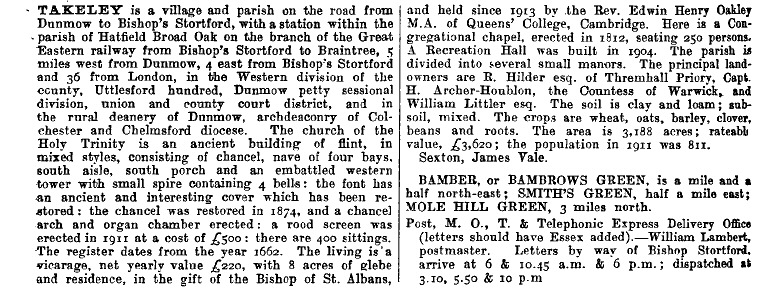 TAKELEY is a village and parish on the road from
Dunmow to Bishop's Stortford, with a station within the
parish of Hatfield Broad Oak on the branch of the Great
Eastern railway from Bishop's Stortford to Braintree, 5
miles west from Dunmow, 4 east from Bishop's Stortford
and 36 from London, in the Western division of the
county, Uttlesford hundred, Dunmow petty sessional
division, union and county court district, and in
the rural deanery of Dunmow, archdeaconry of Col-
chester and Chelmsford diocese. The church of the
Holy Trinity is an ancient building of flint, in
mixed styles, consisting of chancel, nave of four bays,
south aisle, south porch and an embattled western
tower with small spire containing 4 bells: the font has
an ancient and interesting cover which has been re-
stored: the chancel was restored in 1874, and a chancel
arch and organ chamber erected: a rood screen was
erected in 1911 at a cost of £500: there are 400 sittings.
The register dates from the year 1662. The living is a
vicarage, net yearly value £220, with 8 acres of glebe
and residence, in the gift of the Bishop of St. Albans,
and held since 1913 by the Rev. Edwin Henry Oakley
M.A. of Queens' College, Cambridge. Here is a Con-
gregational chapel, erected in 1812, seating 250 persons.
A Recreation Hall was built in 1904. The parish is
divided into several small manors. The principal land-
owners are R. Hilder esq. of Thremhall Priory, Capt.
H. Archer-Houblon, the Countess of Warwick, and
William Littler esq. The soil is clay and loam; sub-
soil, mixed. The crops are wheat, oats, barley, clover,
beans and roots. The area is 3,188 acres; rateable
value, £3,620; the population in 1911 was 811.
Sexton, James Vale.
BAMBER, or BAMBROWS GREEN, is a mile and a
half north-east; SMITH'S GREEN, half a mile east;
MOLE HILL GREEN, 3 miles north.
Post, M. O., T. & Telephonic Express Delivery Office
(letters should have Essex added).—William Lambert,
postmaster. Letters by way of Bishop Stortford,
arrive at 6 & 10.45 a.m. & 6 p.m.; dispatched at
3.10, 5.50 & 10 p.m